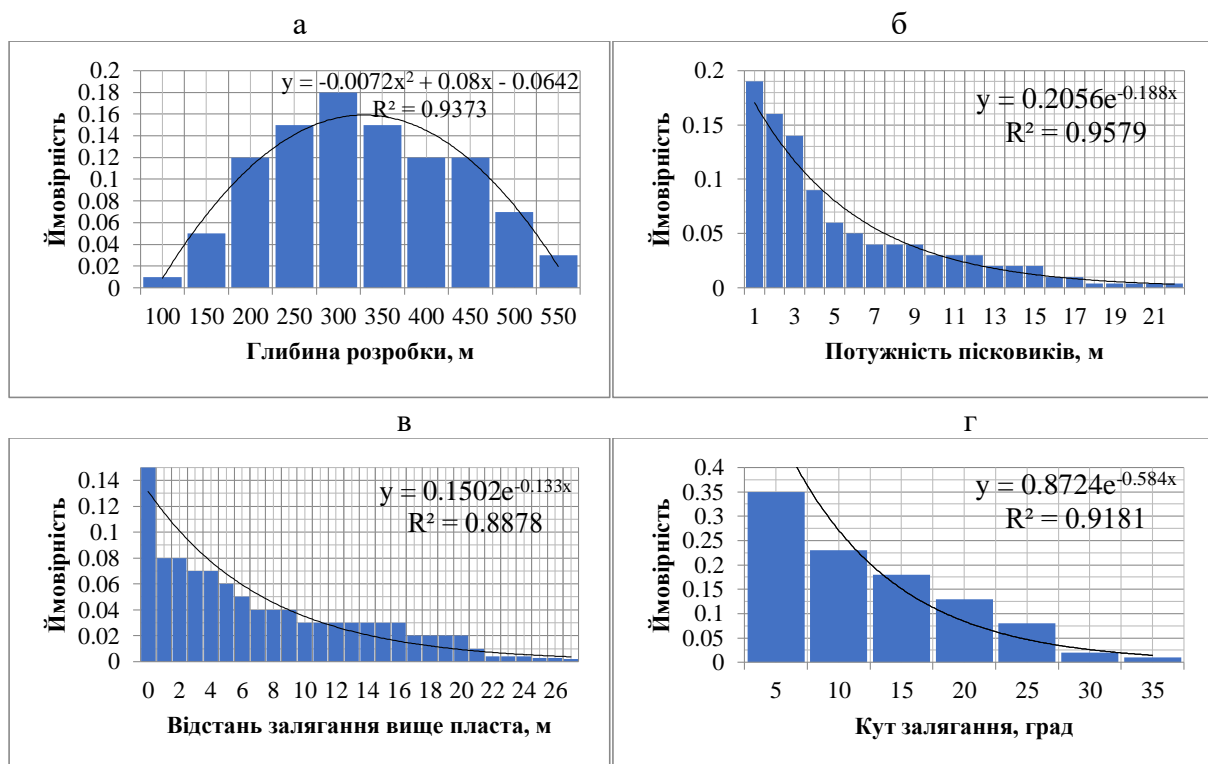 а
0.2
0.18
0.16
0.14
0.12
0.1
0.08
0.06
0.04
0.02
0
Ймовірність
y = -0.0072x² + 0.08x - 0.0642
R² = 0.9373
100 150 200 250 300 350 400 450 500 550
Глибина розробки, м
б
0.2
0.15
0.1
0.05
0
Ймовірність
y = 0.2056e^-0.188x
R² = 0.9579
1 3 5 7 9 11 13 15 17 19 21
Потужність пісковиків, м
в
0.14
0.12
0.1
0.08
0.06
0.04
0.02
0
Ймовірність
y = 0.1502e^-0.133x
R² = 0.8878
0 2 4 6 8 10 12 14 16 18 20 22 24 26
Відстань залягання вище пласта, м
г
0.4
0.35
0.3
0.25
0.2
0.15
0.1
0.05
0
Ймовірність
y = 0.8724e^-0.584x
R² = 0.9181
5 10 15 20 25 30 35
Кут залягання, град